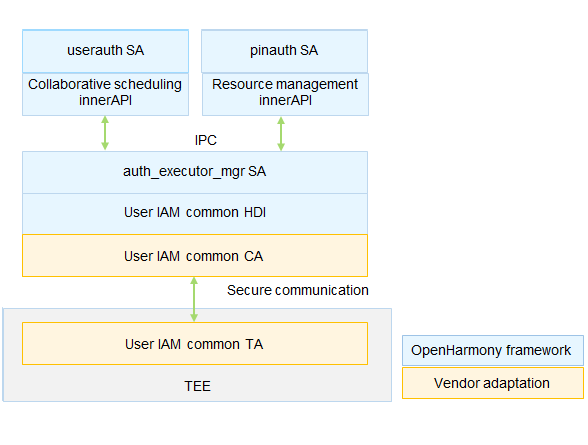 userauth SA
pinauth SA
Collaborative scheduling
innerAPI
Resource management
innerAPI
IPC
auth_executor_mgr SA
User IAM common HDI
User IAM common CA
Secure communication
User IAM common TA
TEE
OpenHarmony framework
Vendor adaptation